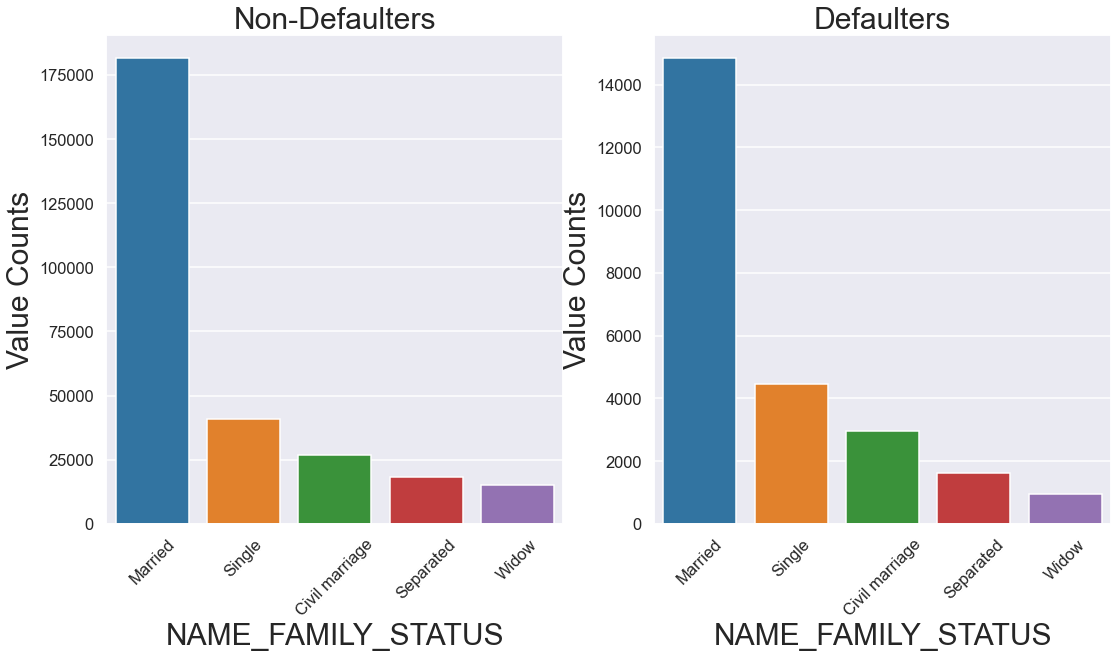 Non-Defaulters
Value Counts
175000
150000
125000
100000
75000
50000
25000
0
Married
Single
Civil marriage
Separated
Widow
NAME_FAMILY_STATUS
Defaulters
Value Counts
14000
12000
10000
8000
6000
4000
2000
0
Married
Single
Civil marriage
Separated
Widow
NAME_FAMILY_STATUS